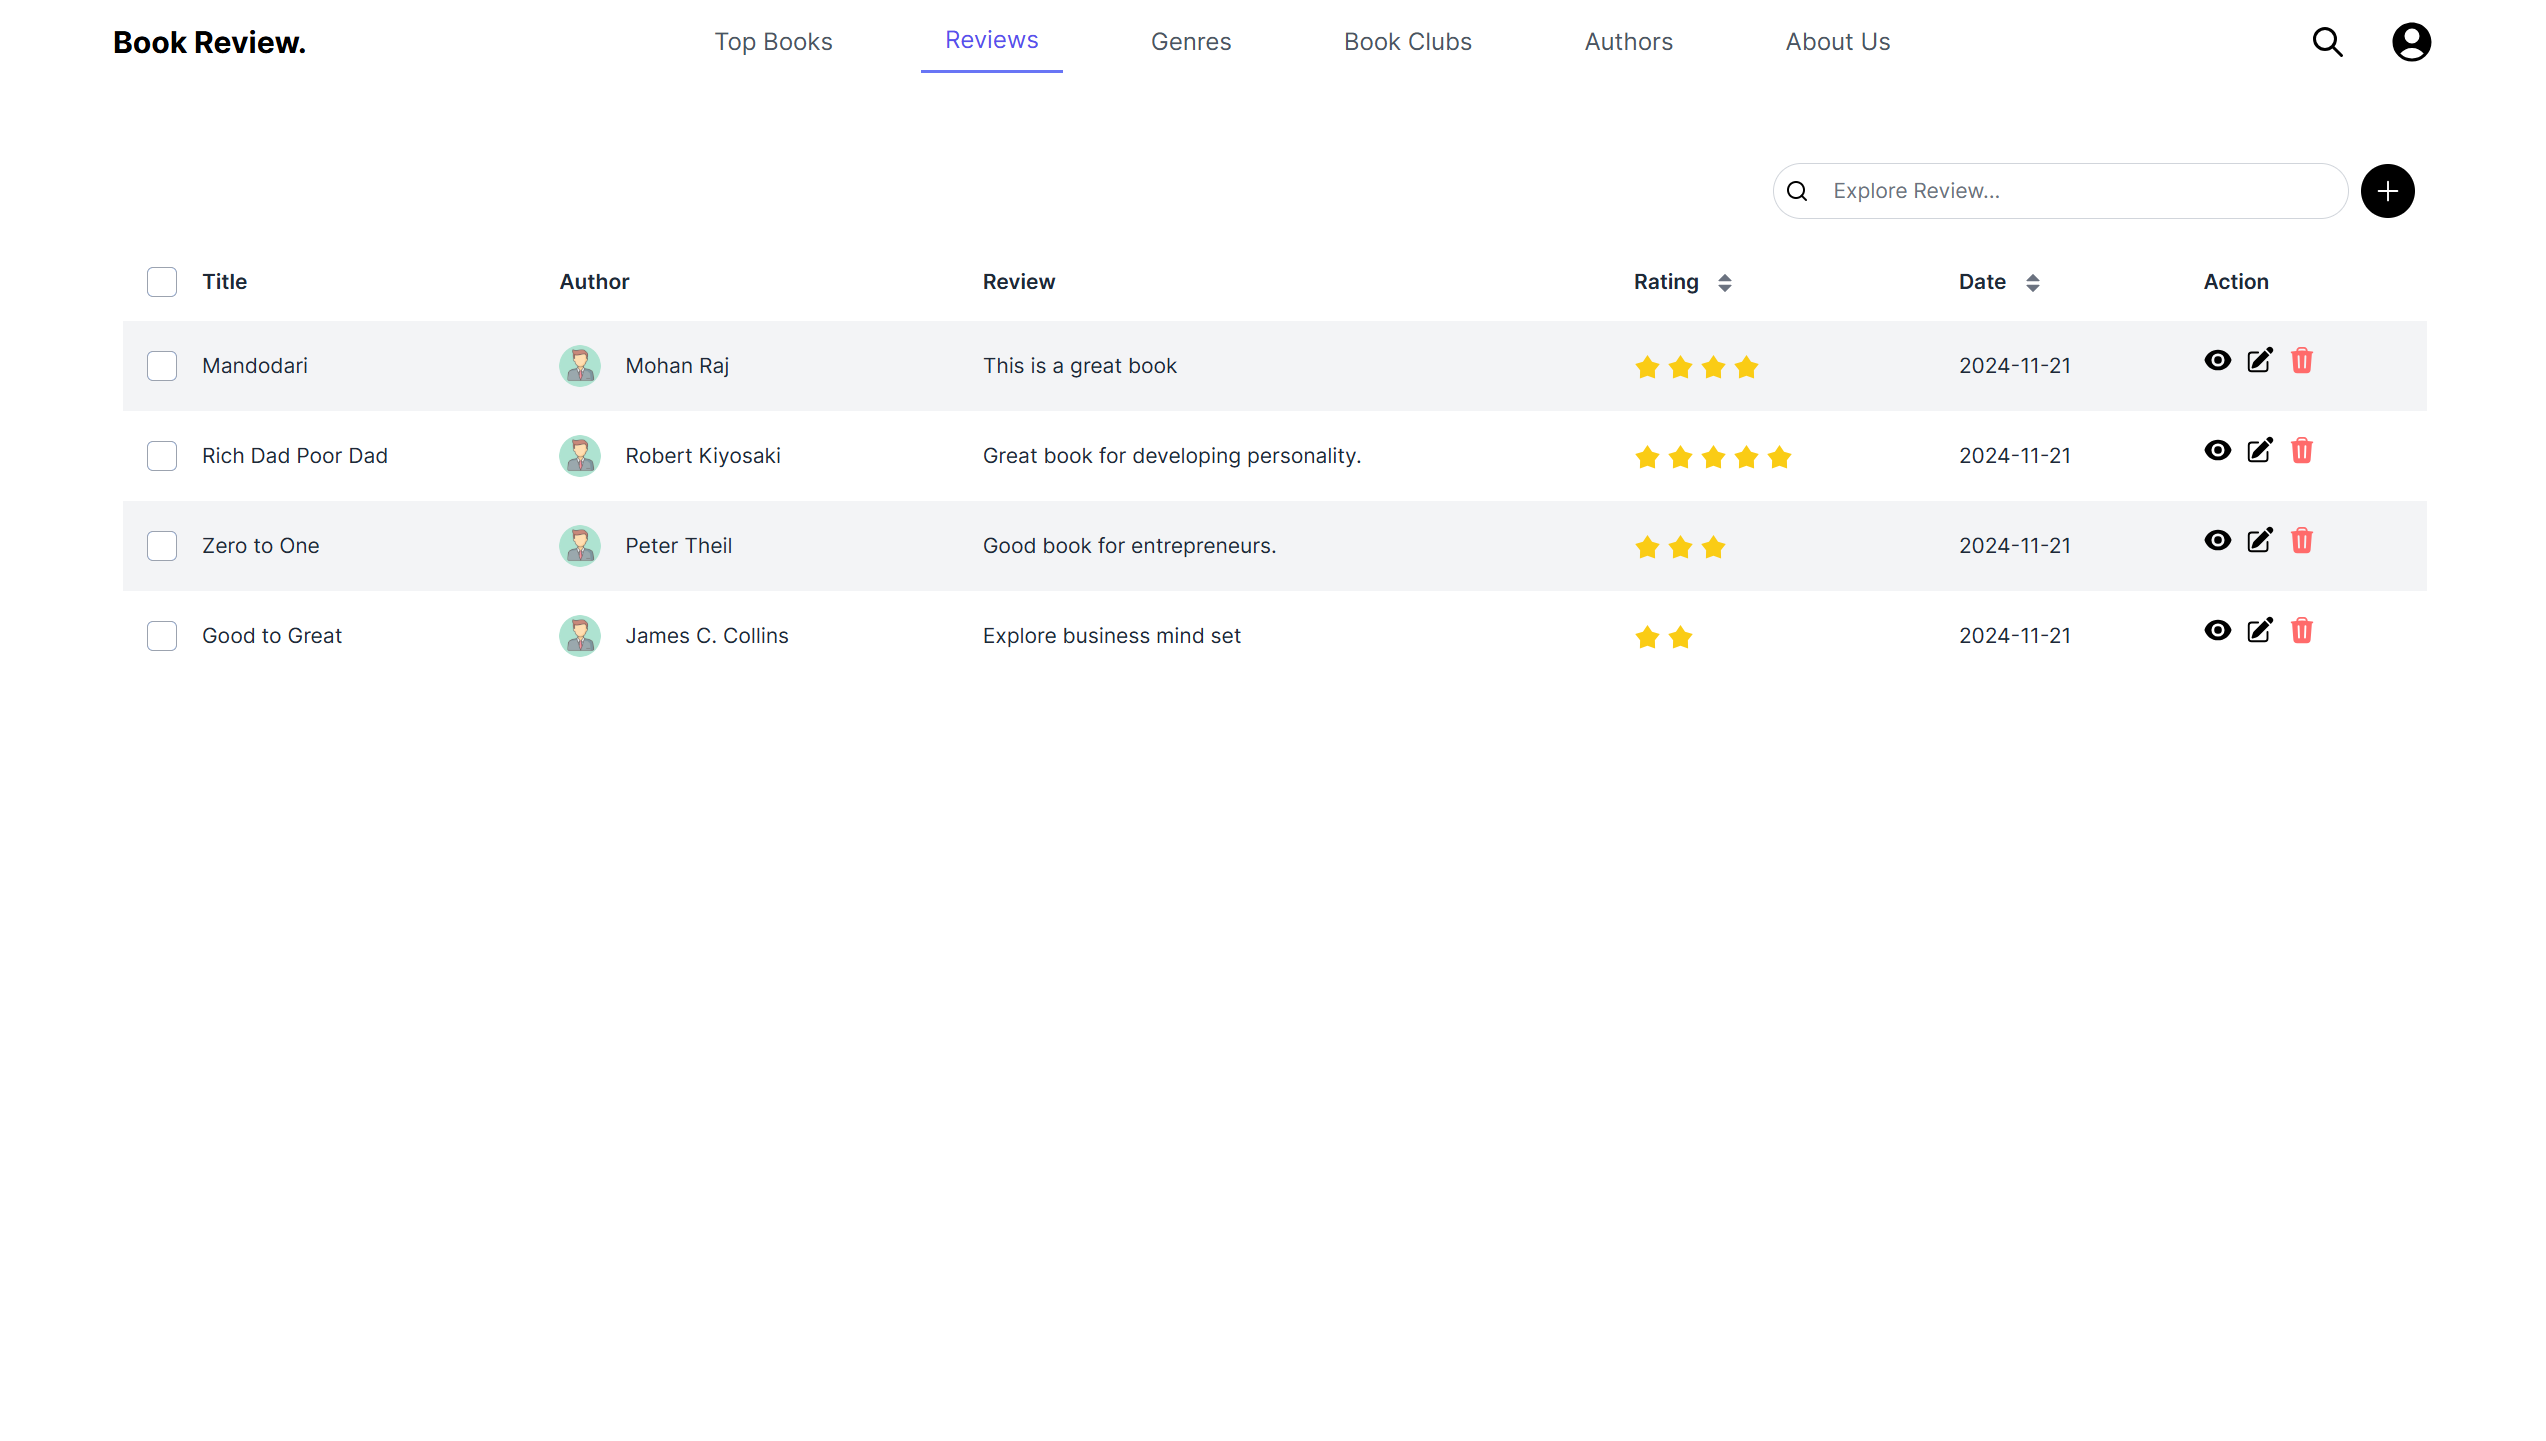 Book Review. Top Books Reviews Genres Book Clubs Authors About Us
Explore Review...
Title Author Review Rating Date Action
Mandodari Mohan Raj This is a great book 2024-11-21
Rich Dad Poor Dad Robert Kiyosaki Great book for developing personality. 2024-11-21
Zero to One Peter Theil Good book for entrepreneurs. 2024-11-21
Good to Great James C. Collins Explore business mind set 2024-11-21